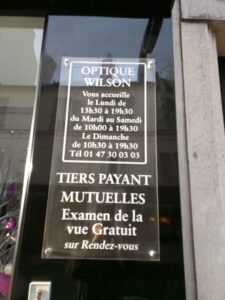 OPTIQUE
WILSON
Vous accueille
le Lundi de
13h30 à 19h30
du Mardi au Samedi
de 10h00 à 19h30
Le Dimanche
de 10h30 à 19h30
Tél 01 47 30 03 03
TIERS PAYANT
MUTUELLES
Examen de la
vue Gratuit
sur Rendez-vous